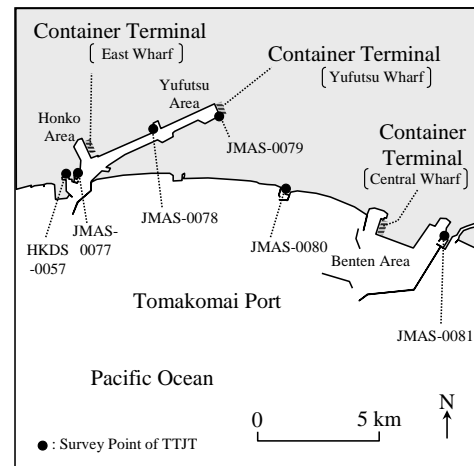 Container Terminal
East Wharf
Yufutsu
Area
Container Terminal
Yufutsu Wharf
Honko
Area
JMAS-0079
Container
Terminal
Central Wharf
JMAS-0078
JMAS-
0077
HKDS
-0057
JMAS-0080
Benten Area
Tomakomai Port
JMAS-0081
Pacific Ocean
0 5 km
N
: Survey Point of TTJT